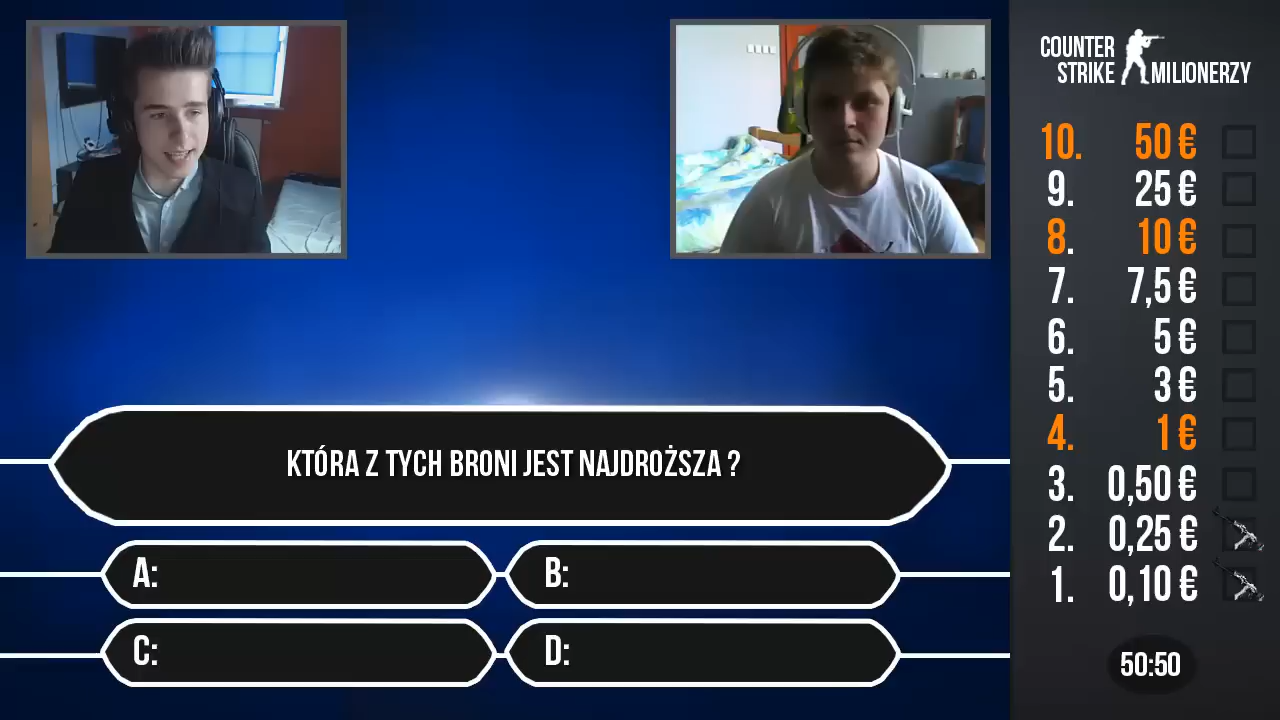 COUNTER
STRIKE MILIONERZY
10. 50 €
9. 25 €
8. 10 €
7. 7,5 €
6. 5 €
5. 3 €
4. 1 €
3. 0,50 €
2. 0,25 €
1. 0,10 €
50:50
KTÓRA Z TYCH BRONI JEST NAJDROŻSZA ?
A:
B:
C:
D: